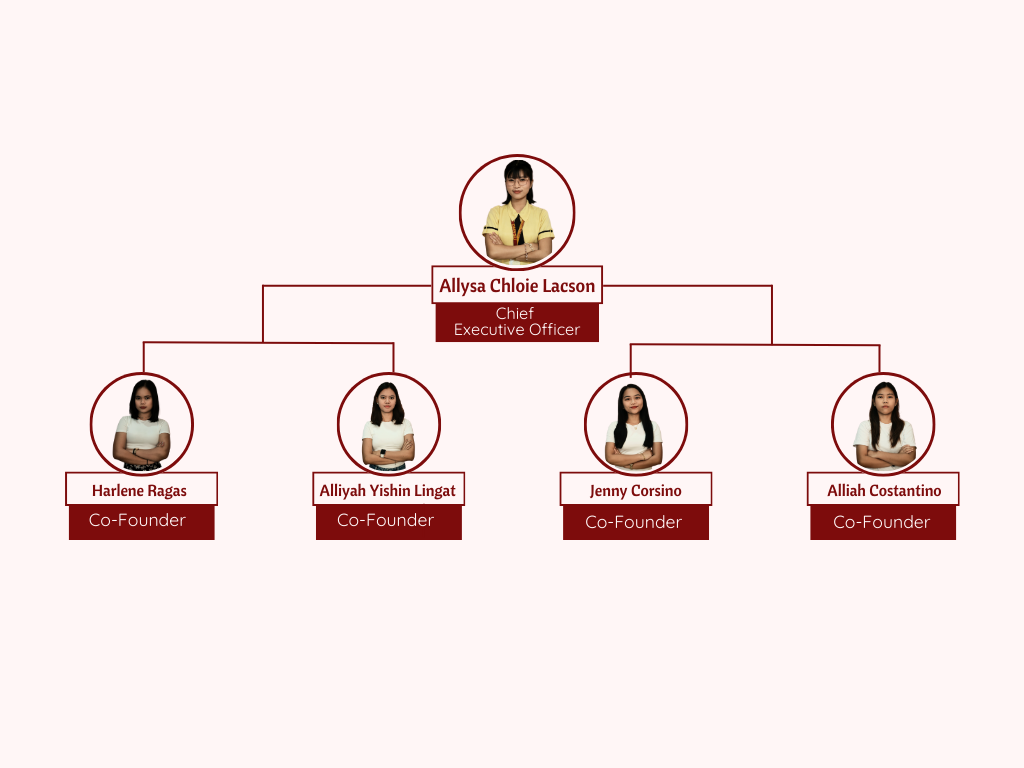 Allysa Chloie Lacson
Chief
Executive Officer
Harlene Ragas
Co-Founder
Alliyah Yishin Lingat
Co-Founder
Jenny Corsino
Co-Founder
Alliah Costantino
Co-Founder